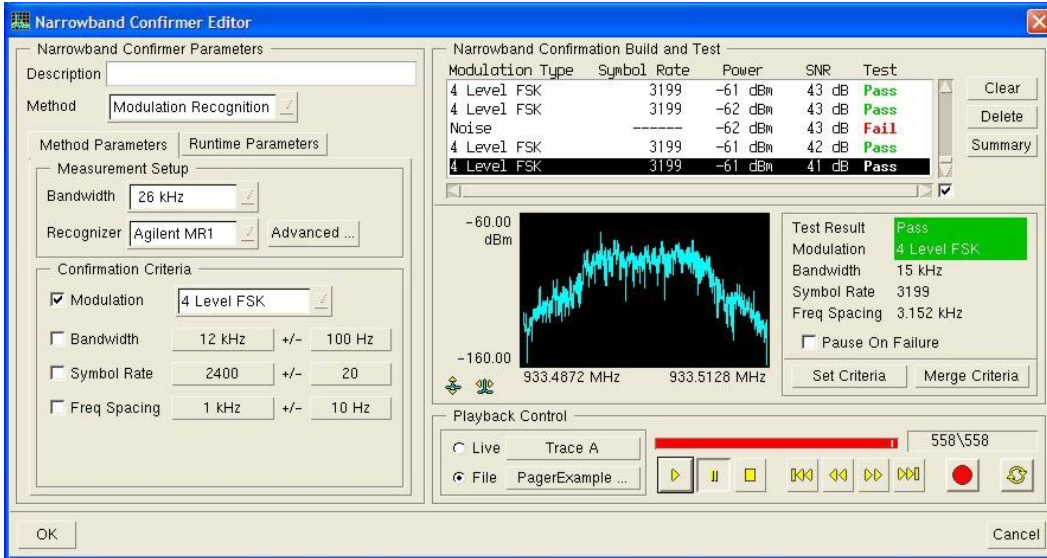 Narrowband Confirmer Editor
Narrowband Confirmer Parameters
Description
Method Modulation Recognition
Method Parameters Runtime Parameters
Measurement Setup
Bandwidth 26 kHz
Recognizer Agilent MR1 Advanced ...
Confirmation Criteria
Modulation 4 Level FSK
Bandwidth 12 kHz +/- 100 Hz
Symbol Rate 2400 +/- 20
Freq Spacing 1 kHz +/- 10 Hz
Narrowband Confirmation Build and Test
Modulation Type Symbol Rate Power SNR Test
4 Level FSK 3199 -61 dBm 43 dB Pass
4 Level FSK 3199 -62 dBm 43 dB Pass
Noise ------ -62 dBm 43 dB Fail
4 Level FSK 3199 -61 dBm 42 dB Pass
4 Level FSK 3199 -61 dBm 41 dB Pass
Clear
Delete
Summary
-60.00
dBm
-160.00
933.4872 MHz 933.5128 MHz
Test Result Pass
Modulation 4 Level FSK
Bandwidth 15 kHz
Symbol Rate 3199
Freq Spacing 3.152 kHz
Pause On Failure
Set Criteria Merge Criteria
Playback Control
Live Trace A
File PagerExample ...
558\558
OK
Cancel